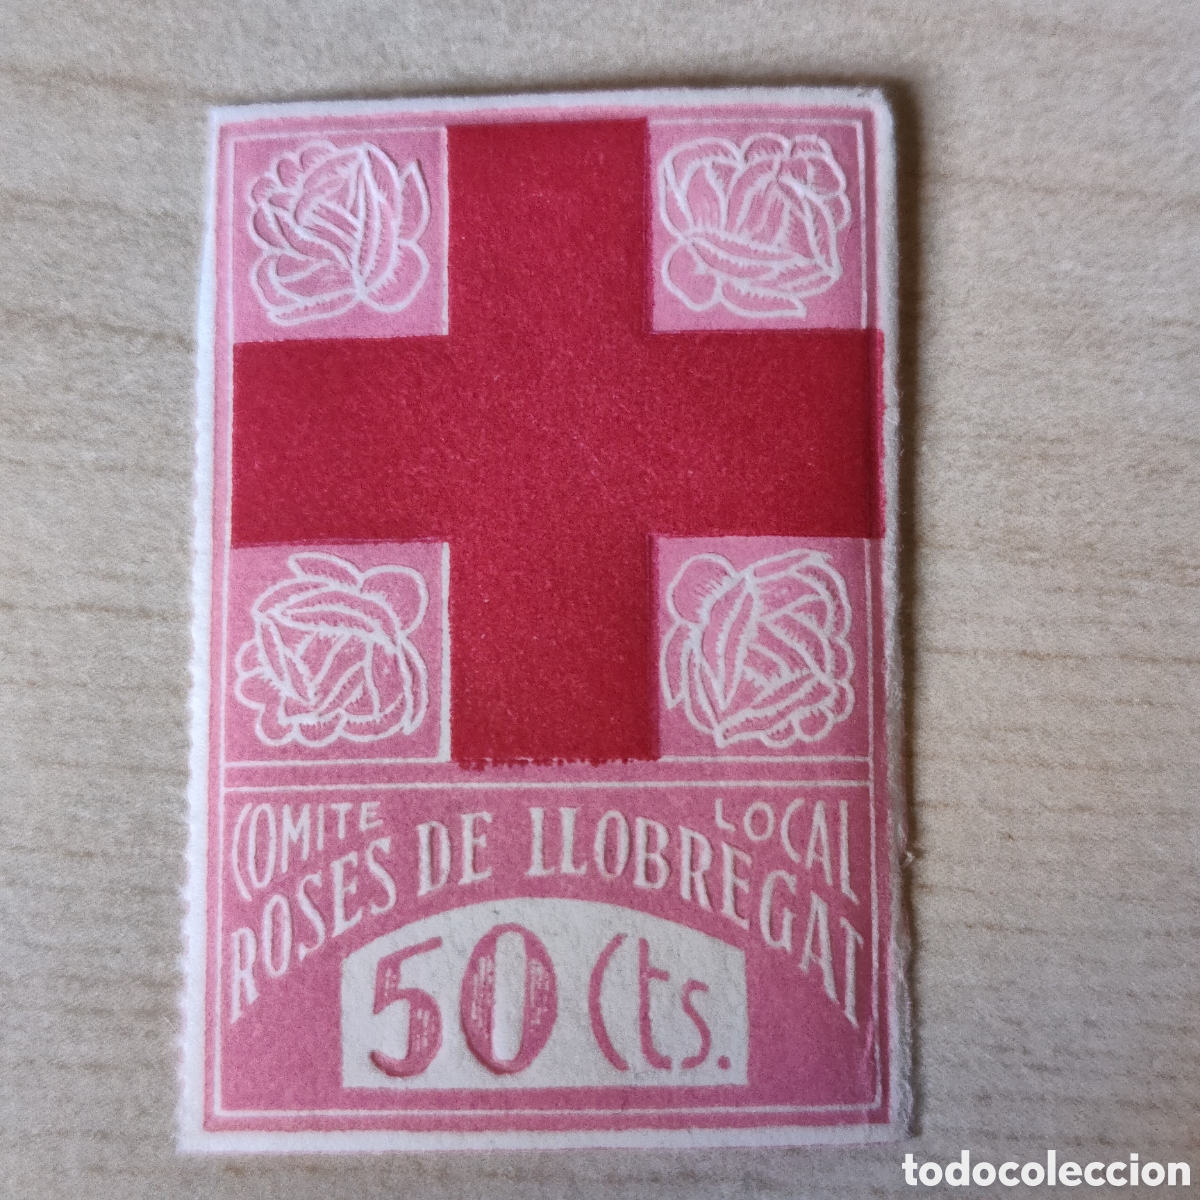 COMITE LOCAL
ROSES DE LLOBREGAT
50 Cts.
todocoleccion